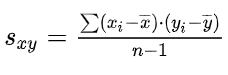 $s_{xy} = \frac{\sum (x_i - \overline{x}) \cdot (y_i - \overline{y})}{n-1}$